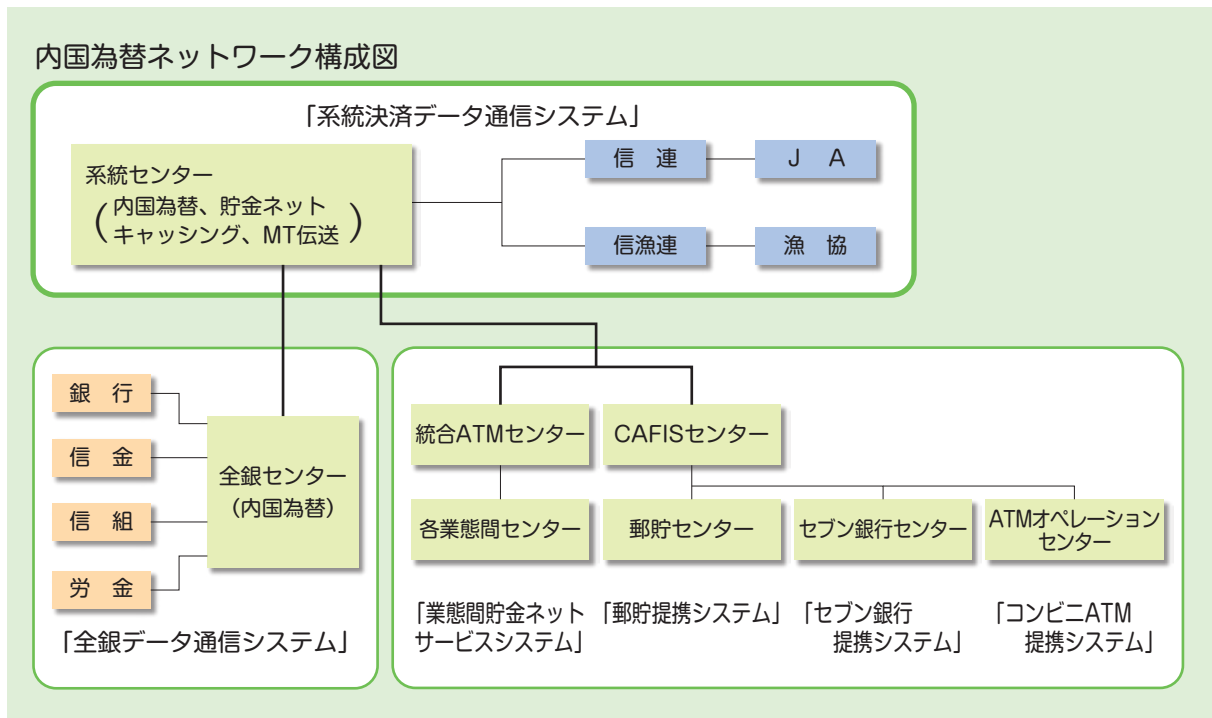 内国為替ネットワーク構成図
「系統決済データ通信システム」
系統センター
(内国為替、貯金ネット
キャッシング、MT伝送)
信 連
J A
信漁連
漁 協
銀 行
信 金
信 組
労 金
全銀センター
(内国為替)
「全銀データ通信システム」
統合ATMセンター
CAFISセンター
各業態間センター
郵貯センター
セブン銀行センター
ATMオペレーション
センター
「業態間貯金ネット
サービスシステム」
「郵貯提携システム」
「セブン銀行
提携システム」
「コンビニATM
提携システム」